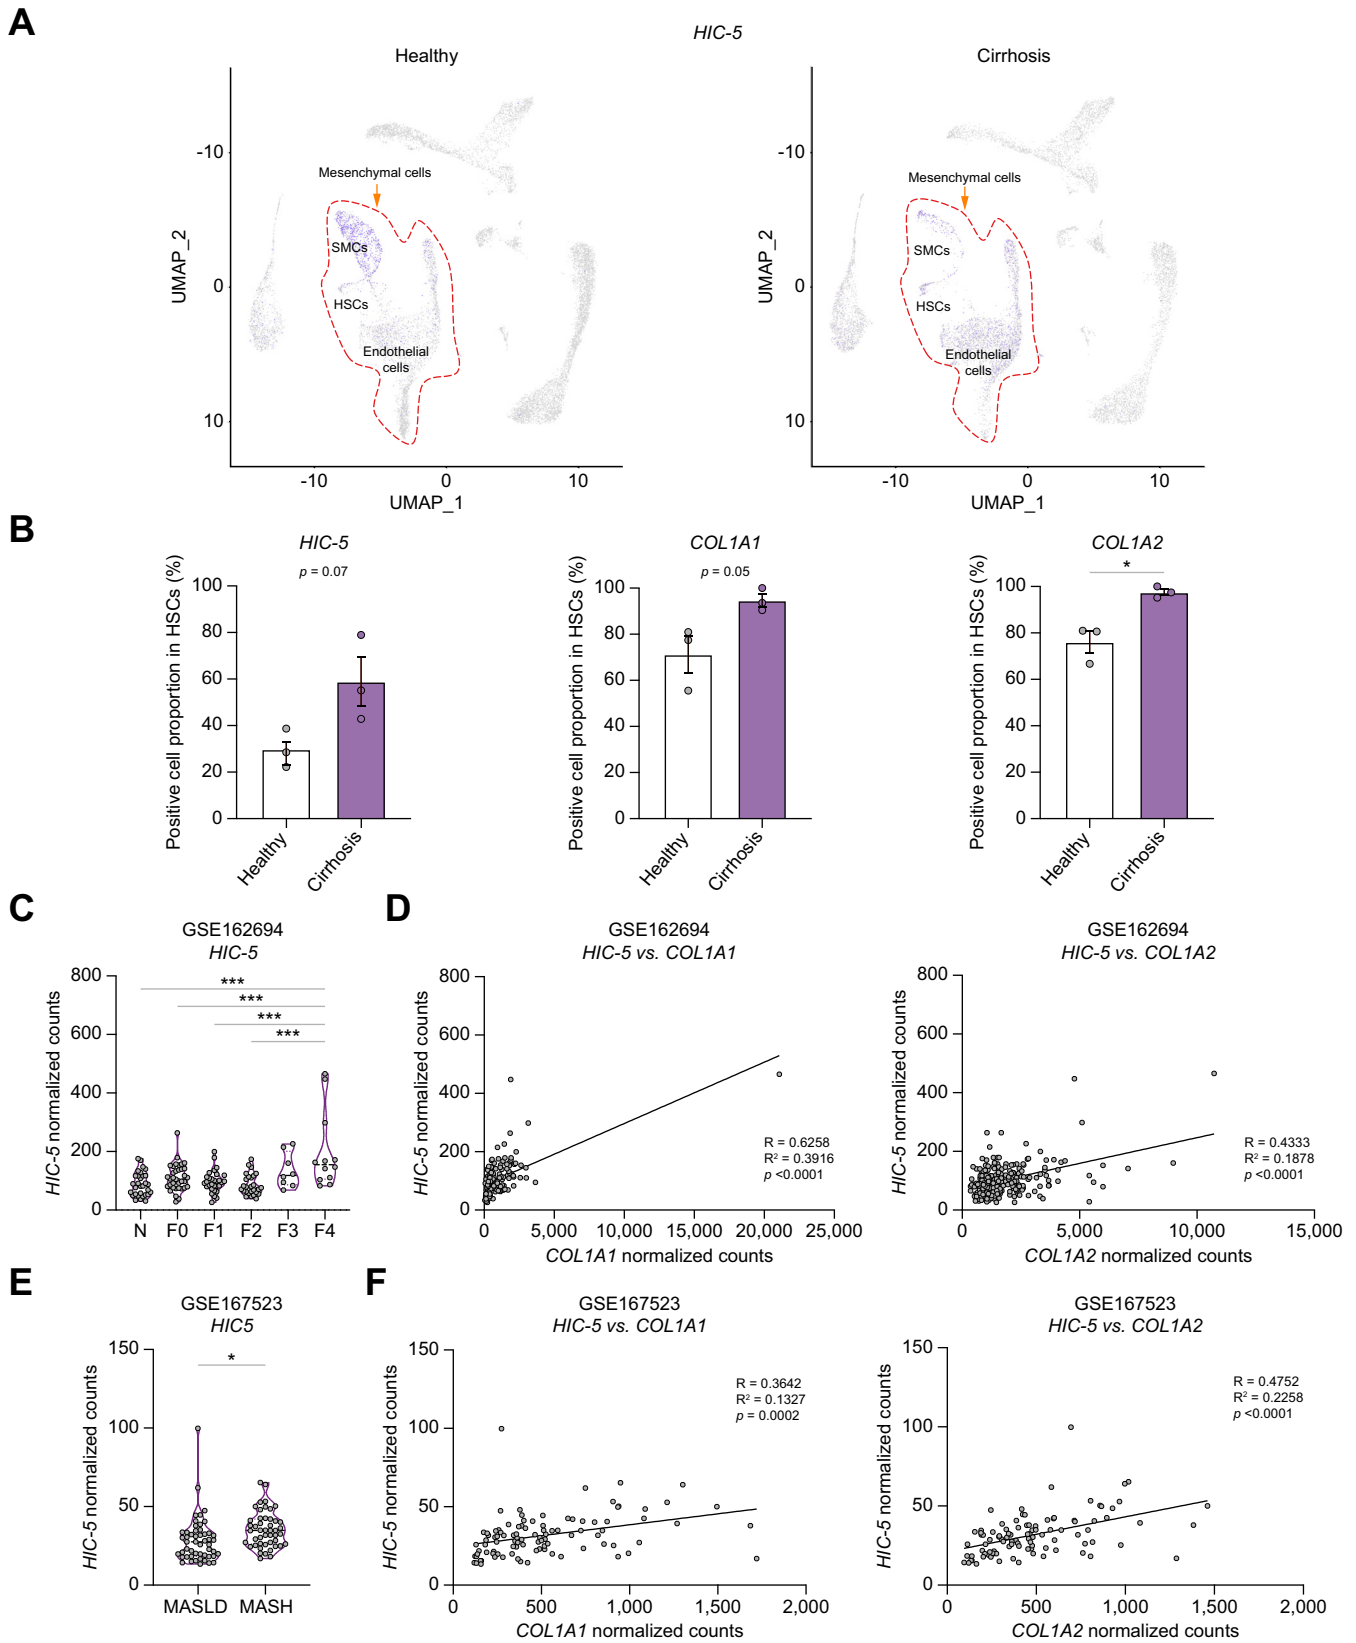 A
HIC-5
Healthy
Cirrhosis
UMAP_2
-10
0
10
Mesenchymal cells
SMCs
HSCs
Endothelial
cells
-10
0
10
UMAP_1
UMAP_2
-10
0
10
Mesenchymal cells
SMCs
HSCs
Endothelial
cells
-10
0
10
UMAP_1
B
HIC-5
p = 0.07
Positive cell proportion in HSCs (%)
100
80
60
40
20
0
Healthy
Cirrhosis
COL1A1
p = 0.05
Positive cell proportion in HSCs (%)
100
80
60
40
20
0
Healthy
Cirrhosis
COL1A2
*
Positive cell proportion in HSCs (%)
100
80
60
40
20
0
Healthy
Cirrhosis
C
GSE162694
HIC-5
HIC-5 normalized counts
800
600
400
200
0
***
***
***
***
N F0 F1 F2 F3 F4
D
GSE162694
HIC-5 vs. COL1A1
HIC-5 normalized counts
800
600
400
200
0
R = 0.6258
R² = 0.3916
p <0.0001
0 5,000 10,000 15,000 20,000 25,000
COL1A1 normalized counts
GSE162694
HIC-5 vs. COL1A2
HIC-5 normalized counts
800
600
400
200
0
R = 0.4333
R² = 0.1878
p <0.0001
0 5,000 10,000 15,000
COL1A2 normalized counts
E
GSE167523
HIC5
HIC-5 normalized counts
150
100
50
0
*
MASLD MASH
F
GSE167523
HIC-5 vs. COL1A1
HIC-5 normalized counts
150
100
50
0
R = 0.3642
R² = 0.1327
p = 0.0002
0 500 1,000 1,500 2,000
COL1A1 normalized counts
GSE167523
HIC-5 vs. COL1A2
HIC-5 normalized counts
150
100
50
0
R = 0.4752
R² = 0.2258
p <0.0001
0 500 1,000 1,500 2,000
COL1A2 normalized counts